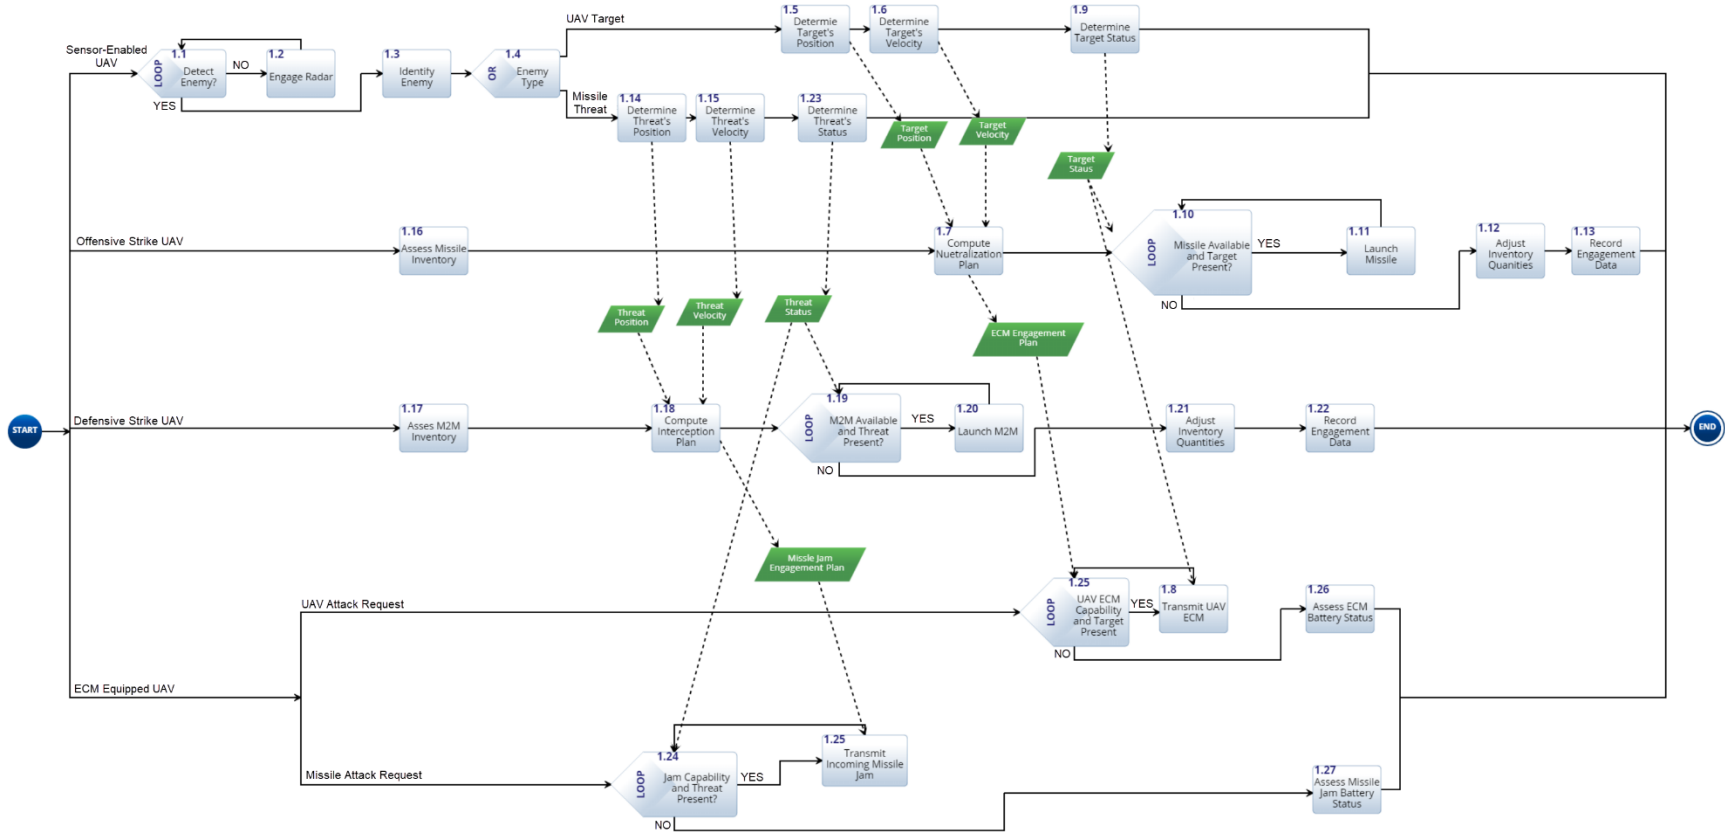 1.5
Determie
Target's
Position
1.6
Determine
Target's
Velocity
1.9
Determine
Target Status
UAV Target
Sensor-Enabled
UAV
LOOP
1.1
Detect
Enemy?
NO
YES
1.2
Engage Radar
1.3
Identify
Enemy
OR
1.4
Enemy
Type
Missile
Threat
1.14
Determine
Threat's
Position
1.15
Determine
Threat's
Velocity
1.23
Determine
Threat's
Status
Target
Position
Target
Velocity
Target
Staus
Offensive Strike UAV
1.16
Assess Missile
Inventory
1.7
Compute
Nuetralization
Plan
LOOP
1.10
Missile Available
and Target
Present?
YES
NO
1.11
Launch
Missile
1.12
Adjust
Inventory
Quanities
1.13
Record
Engagement
Data
Threat
Position
Threat
Velocity
Threat
Status
ECM Engagement
Plan
START
Defensive Strike UAV
1.17
Asses M2M
Inventory
1.18
Compute
Interception
Plan
LOOP
1.19
M2M Available
and Threat
Present?
YES
NO
1.20
Launch M2M
1.21
Adjust
Inventory
Quantities
1.22
Record
Engagement
Data
END
Missle Jam
Engagement Plan
UAV Attack Request
LOOP
1.25
UAV ECM
Capability
and Target
Present
YES
NO
1.8
Transmit UAV
ECM
1.26
Assess ECM
Battery Status
ECM Equipped UAV
Missile Attack Request
LOOP
1.24
Jam Capability
and Threat
Present?
YES
NO
1.25
Transmit
Incoming Missile
Jam
1.27
Assess Missile
Jam Battery
Status